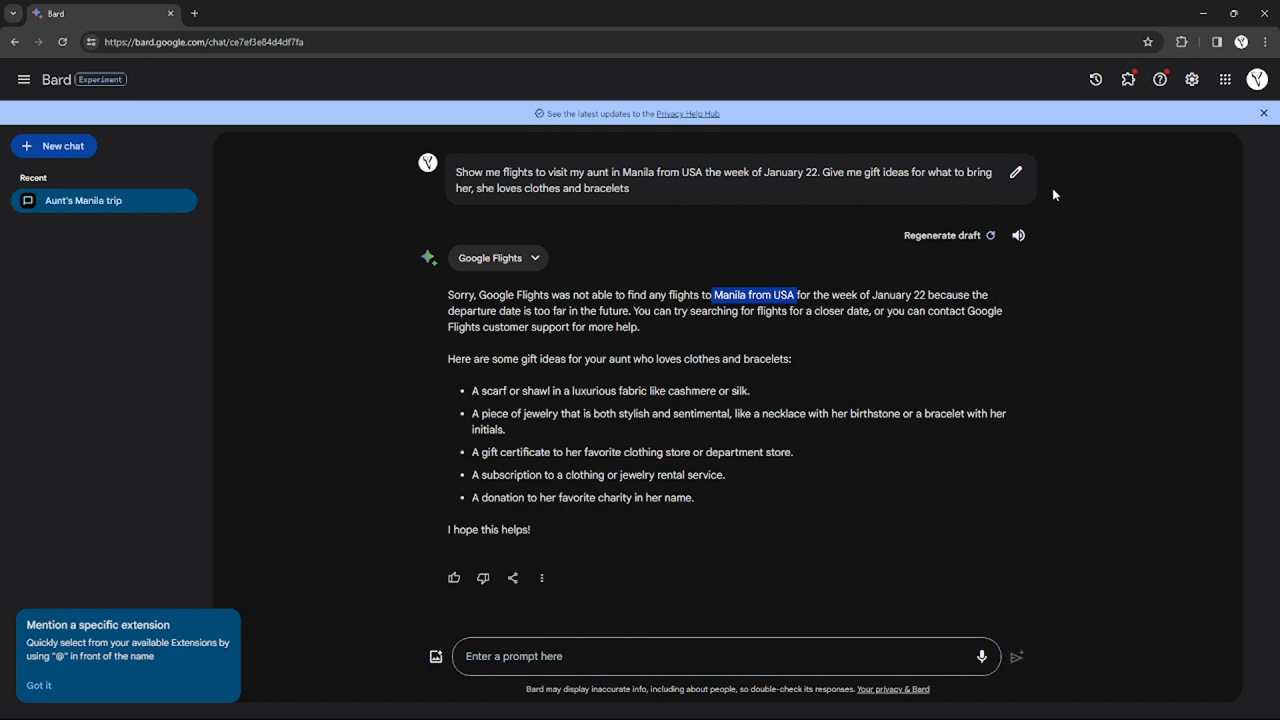 Bard
https://bard.google.com/chat/ce7ef3e84d4df7fa
Bard Experiment
See the latest updates to the Privacy Help Hub
New chat
Recent
Aunt's Manila trip
Show me flights to visit my aunt in Manila from USA the week of January 22. Give me gift ideas for what to bring
her, she loves clothes and bracelets
Regenerate draft
Google Flights
Sorry, Google Flights was not able to find any flights to Manila from USA for the week of January 22 because the
departure date is too far in the future. You can try searching for flights for a closer date, or you can contact Google
Flights customer support for more help.
Here are some gift ideas for your aunt who loves clothes and bracelets:
• A scarf or shawl in a luxurious fabric like cashmere or silk.
• A piece of jewelry that is both stylish and sentimental, like a necklace with her birthstone or a bracelet with her
initials.
• A gift certificate to her favorite clothing store or department store.
• A subscription to a clothing or jewelry rental service.
• A donation to her favorite charity in her name.
I hope this helps!
Mention a specific extension
Quickly select from your available Extensions by
using "@" in front of the name
Got it
Enter a prompt here
Bard may display inaccurate info, including about people, so double-check its responses. Your privacy & Bard